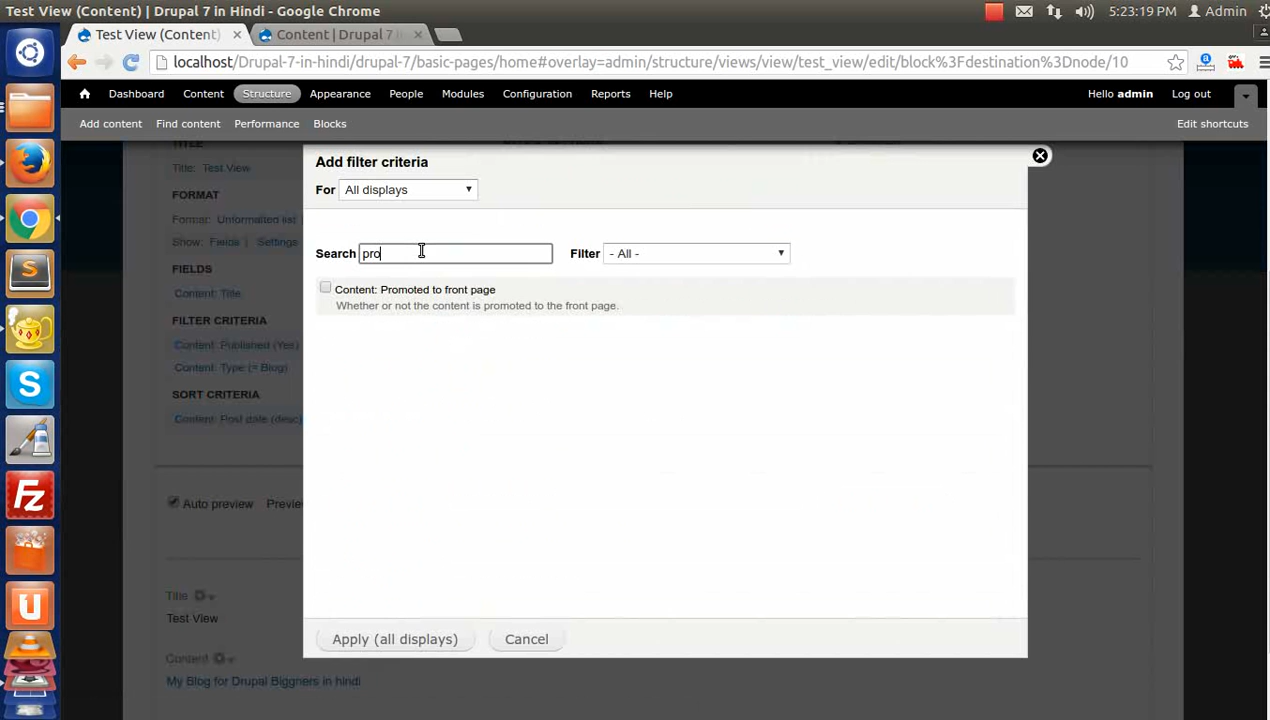 Test View (Content) | Drupal 7 in Hindi - Google Chrome
5:23:19 PM
Admin
Test View (Content)
Content | Drupal 7 i
localhost/Drupal-7-in-hindi/drupal-7/basic-pages/home#overlay=admin/structure/views/view/test_view/edit/block%3Fdestination%3Dnode/10
Dashboard Content Structure Appearance People Modules Configuration Reports Help
Hello admin Log out
Add content Find content Performance Blocks
Edit shortcuts
TITLE
Title: Test View
FORMAT
Format: Unformatted list
Show: Fields | Settings
FIELDS
Content: Title
FILTER CRITERIA
Content: Published (Yes)
Content: Type (= Blog)
SORT CRITERIA
Content: Post date (desc)
Add filter criteria
For All displays
Search pro
Filter - All -
Content: Promoted to front page
Whether or not the content is promoted to the front page.
Apply (all displays) Cancel
Auto preview
Title
Test View
Content
My Blog for Drupal Biggners in hindi